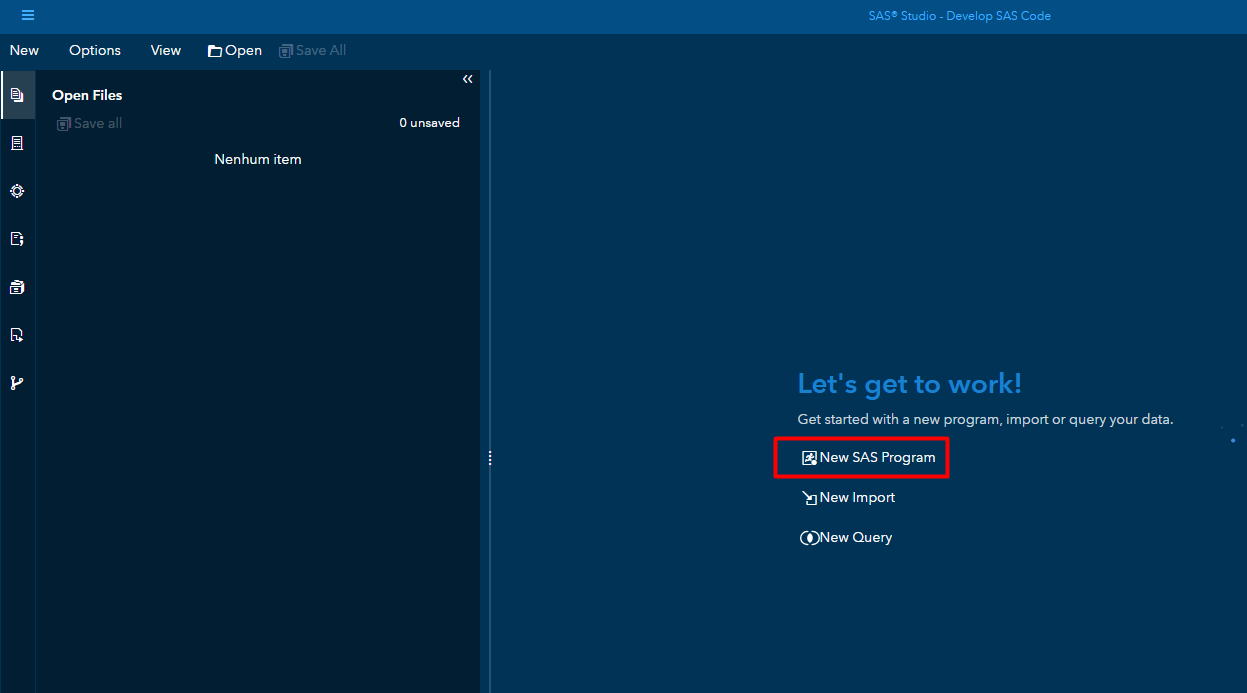 SAS® Studio - Develop SAS Code
New Options View Open Save All
Open Files
Save all 0 unsaved
Nenhum item
Let's get to work!
Get started with a new program, import or query your data.
New SAS Program
New Import
New Query